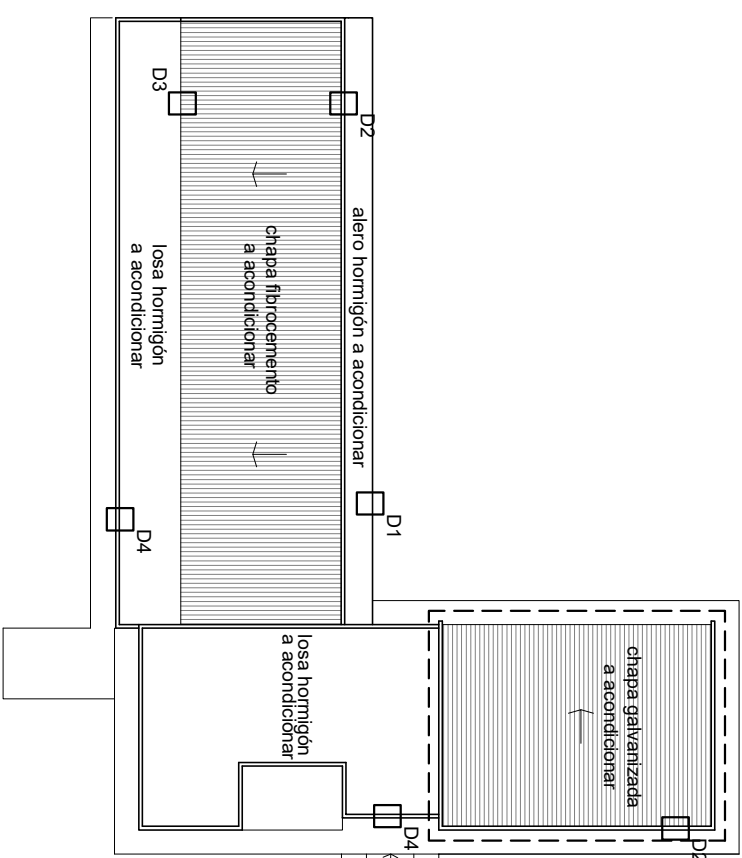 D3
D2
alero hormigón a acondicionar
chapa fibrocemento
a acondicionar
losa hormigón
a acondicionar
D1
D4
chapa galvanizada
a acondicionar
losa hormigón
a acondicionar
D4